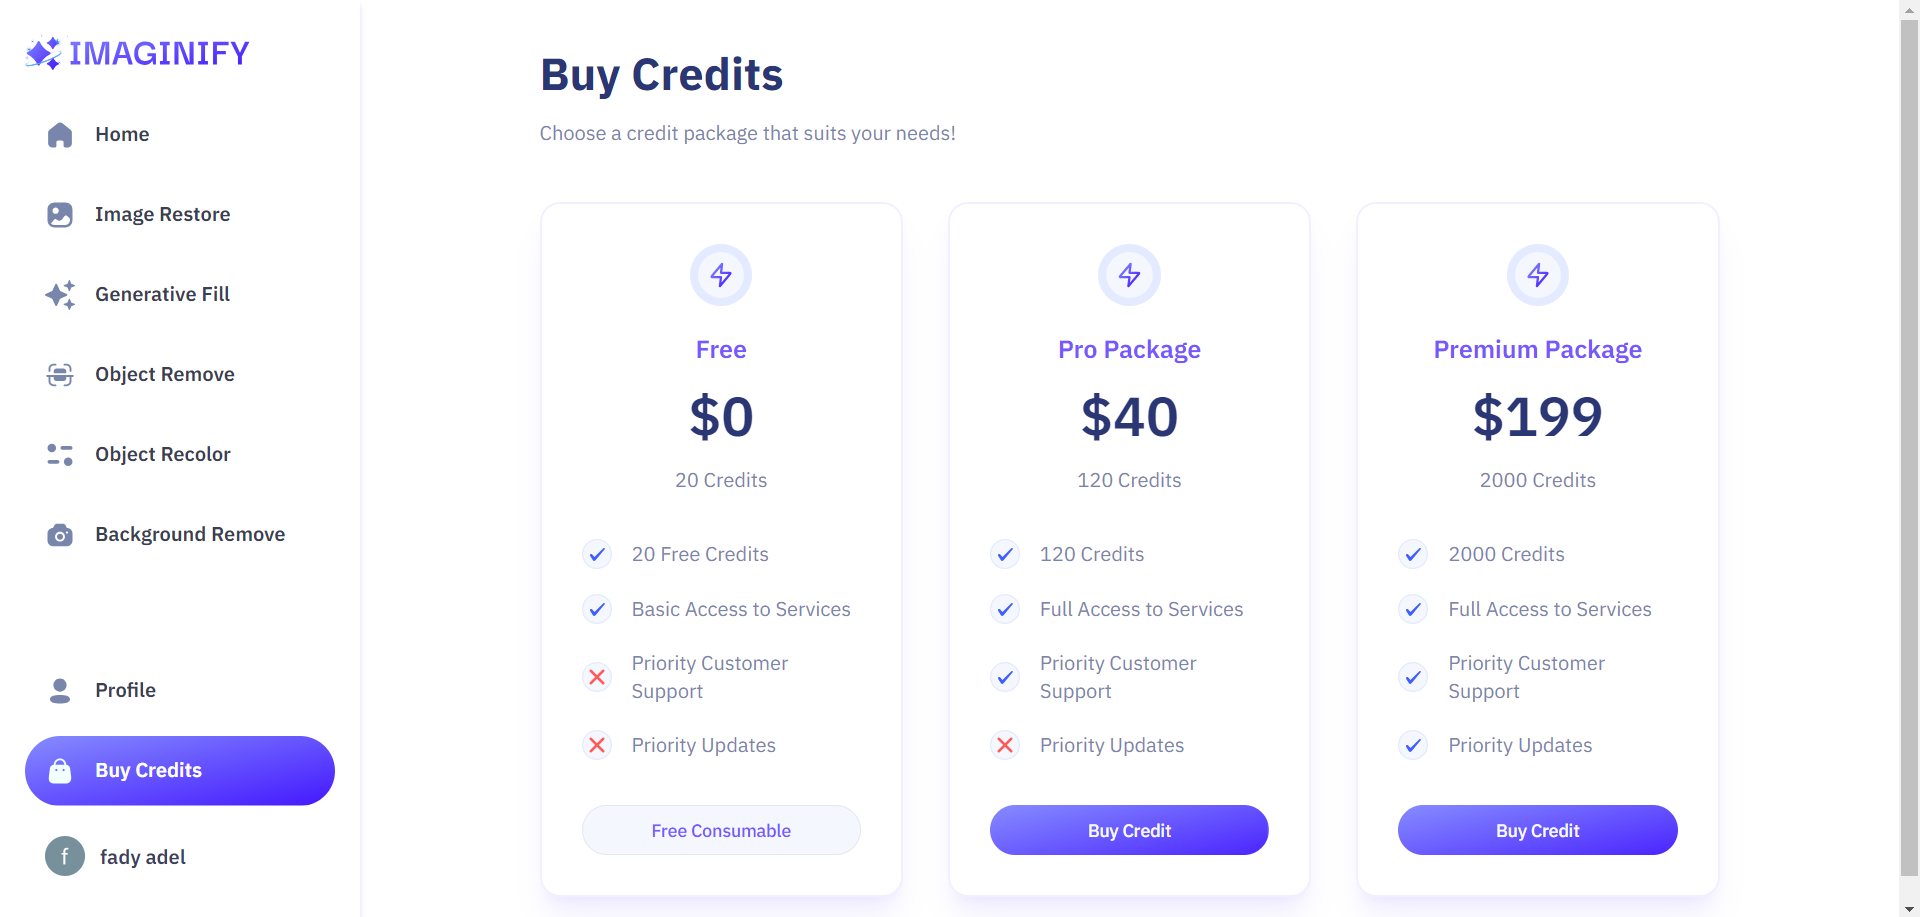 IMAGINIFY
Home
Image Restore
Generative Fill
Object Remove
Object Recolor
Background Remove
Profile
Buy Credits
f
fady adel
Buy Credits
Choose a credit package that suits your needs!
Free
$0
20 Credits
20 Free Credits
Basic Access to Services
Priority Customer
Support
Priority Updates
Free Consumable
Pro Package
$40
120 Credits
120 Credits
Full Access to Services
Priority Customer
Support
Priority Updates
Buy Credit
Premium Package
$199
2000 Credits
2000 Credits
Full Access to Services
Priority Customer
Support
Priority Updates
Buy Credit